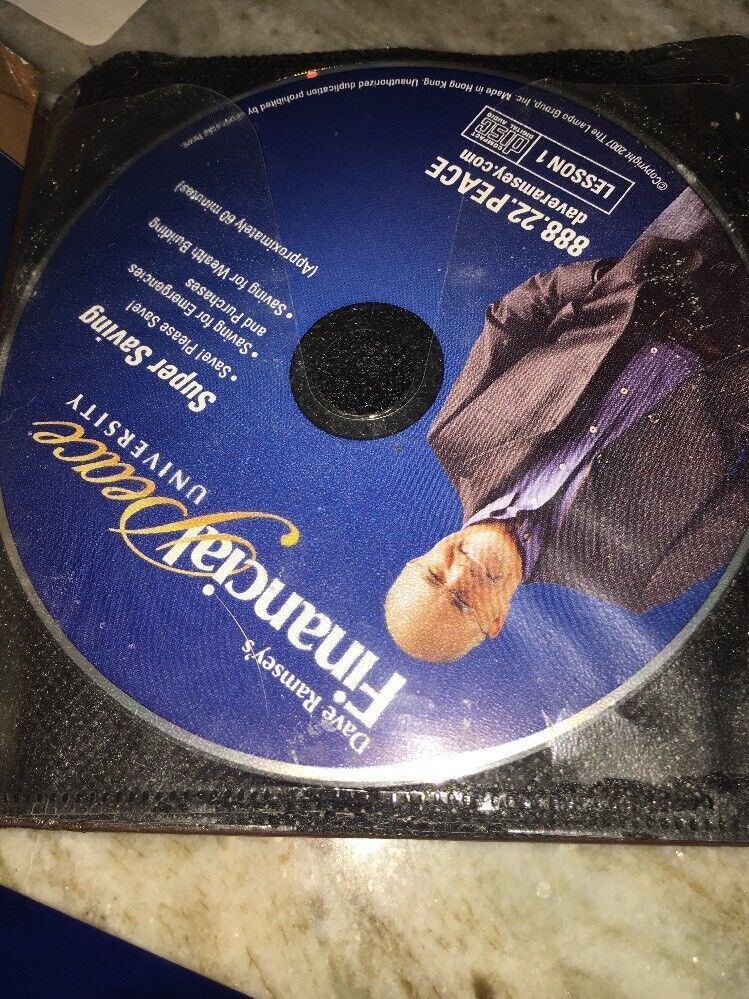 Dave Ramsey's
Financial
Peace
UNIVERSITY
Super Saving
• Save! Please Save!
• Saving for Emergencies
and Purchases
• Saving for Wealth Building
(Approximately 60 minutes)
888.22.PEACE
daveramsey.com
LESSON 1
COMPACT
disc
DIGITAL AUDIO
©Copyright 2007 The Lampo Group, Inc. Made in Hong Kong. Unauthorized duplication prohibited by